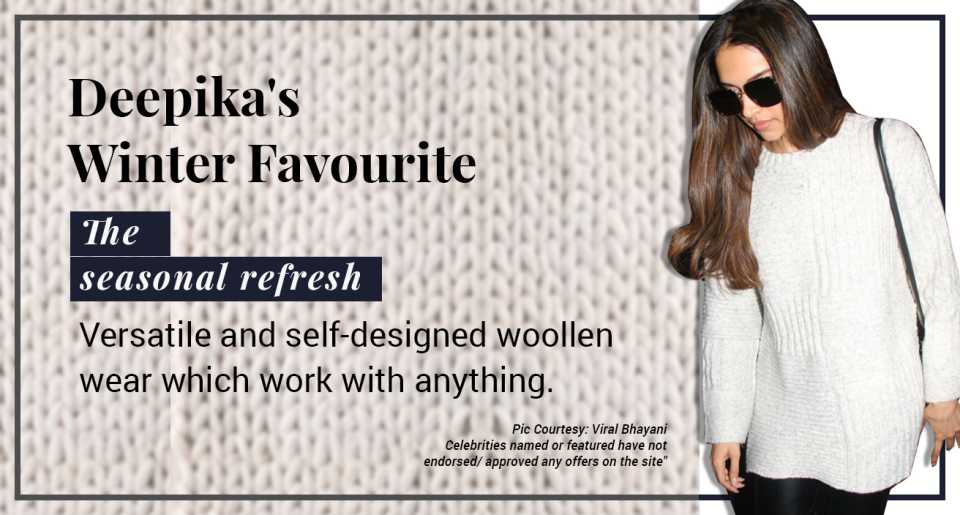 Deepika's
Winter Favourite
The
seasonal refresh
Versatile and self-designed woollen
wear which work with anything.
Pic Courtesy: Viral Bhayani
Celebrities named or featured have not
endorsed/ approved any offers on the site"